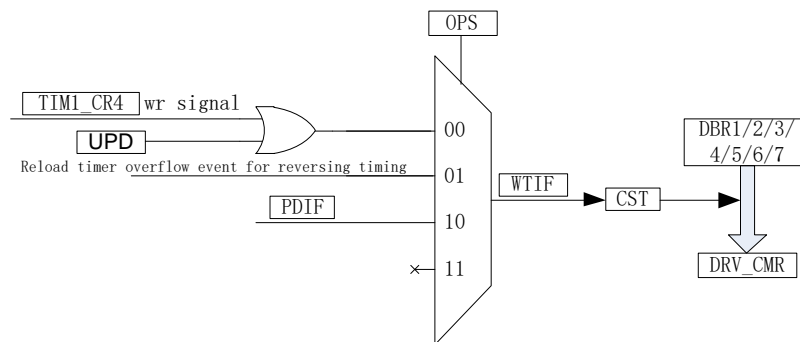 OPS
TIM1_CR4 wr signal
UPD
00
Reload timer overflow event for reversing timing
01
PDIF
10
11
WTIF
CST
DBR1/2/3/
4/5/6/7
DRV_CMR